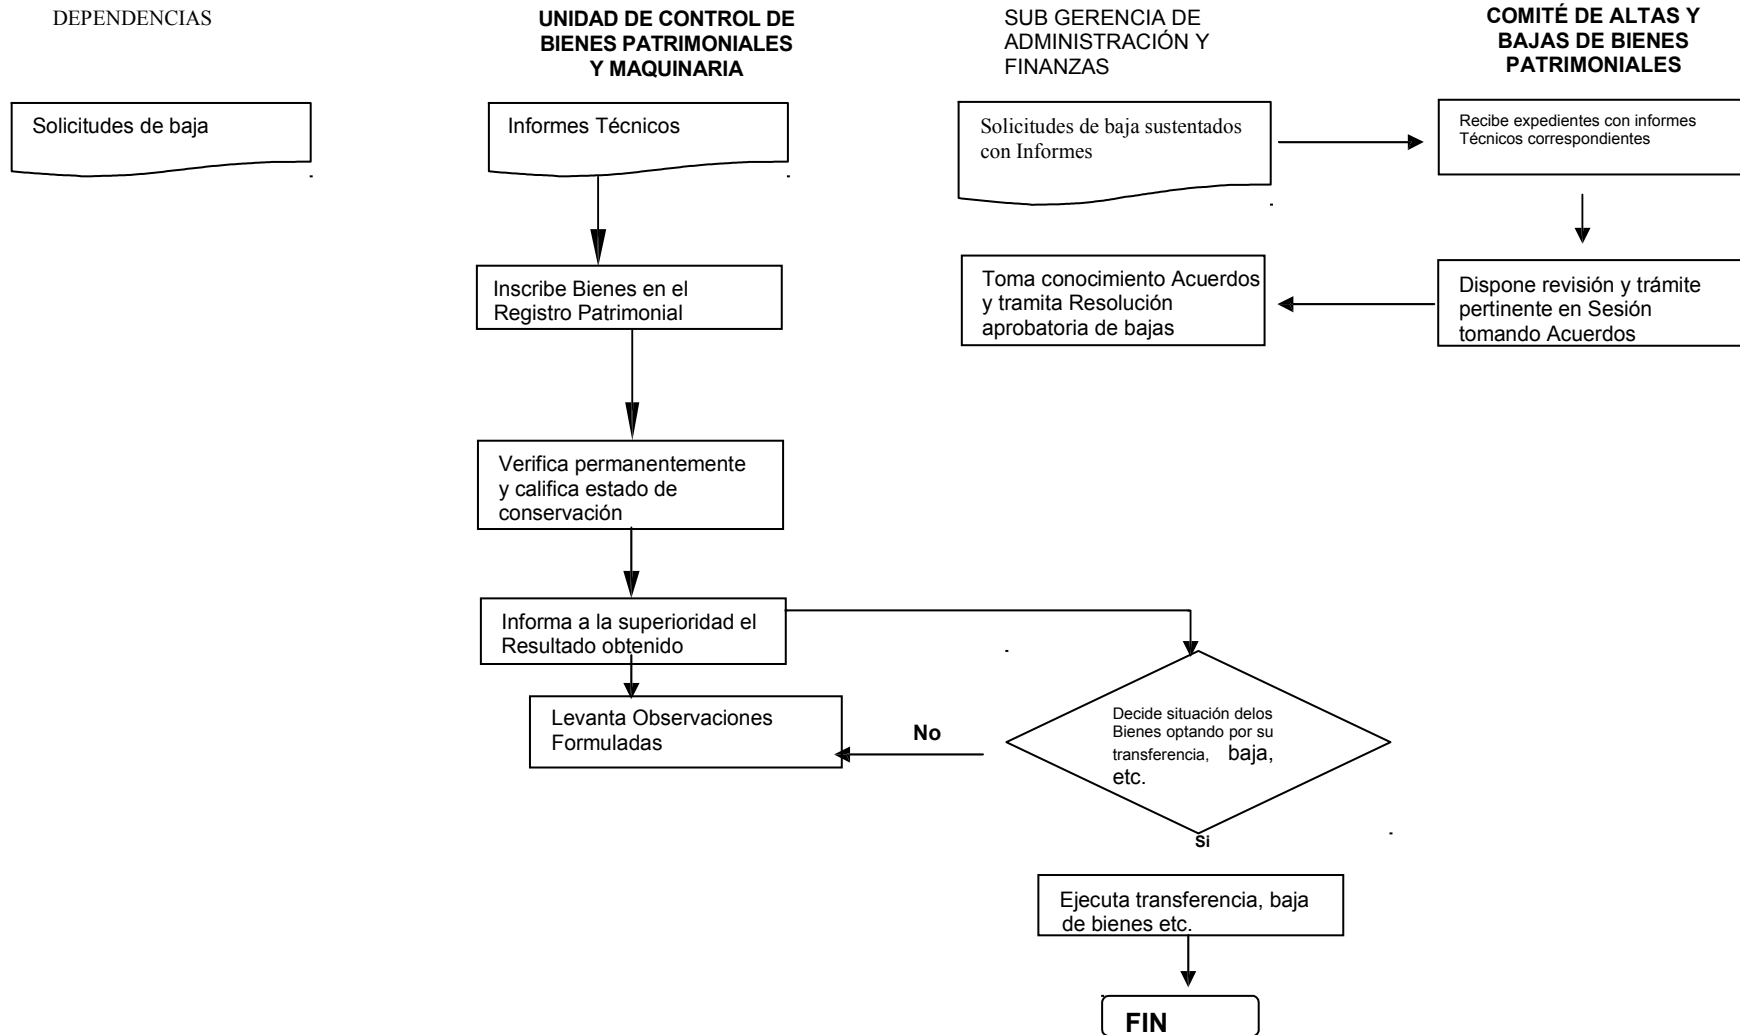 DEPENDENCIAS
UNIDAD DE CONTROL DE
BIENES PATRIMONIALES
Y MAQUINARIA
SUB GERENCIA DE
ADMINISTRACIÓN Y
FINANZAS
COMITÉ DE ALTAS Y
BAJAS DE BIENES
PATRIMONIALES
Solicitudes de baja
Informes Técnicos
Solicitudes de baja sustentados
con Informes
Recibe expedientes con informes
Técnicos correspondientes
Inscribe Bienes en el
Registro Patrimonial
Toma conocimiento Acuerdos
y tramita Resolución
aprobatoria de bajas
Dispone revisión y trámite
pertinente en Sesión
tomando Acuerdos
Verifica permanentemente
y califica estado de
conservación
Informa a la superioridad el
Resultado obtenido
Levanta Observaciones
Formuladas
No
Decide situación delos
Bienes optando por su
transferencia, baja,
etc.
Si
Ejecuta transferencia, baja
de bienes etc.
FIN